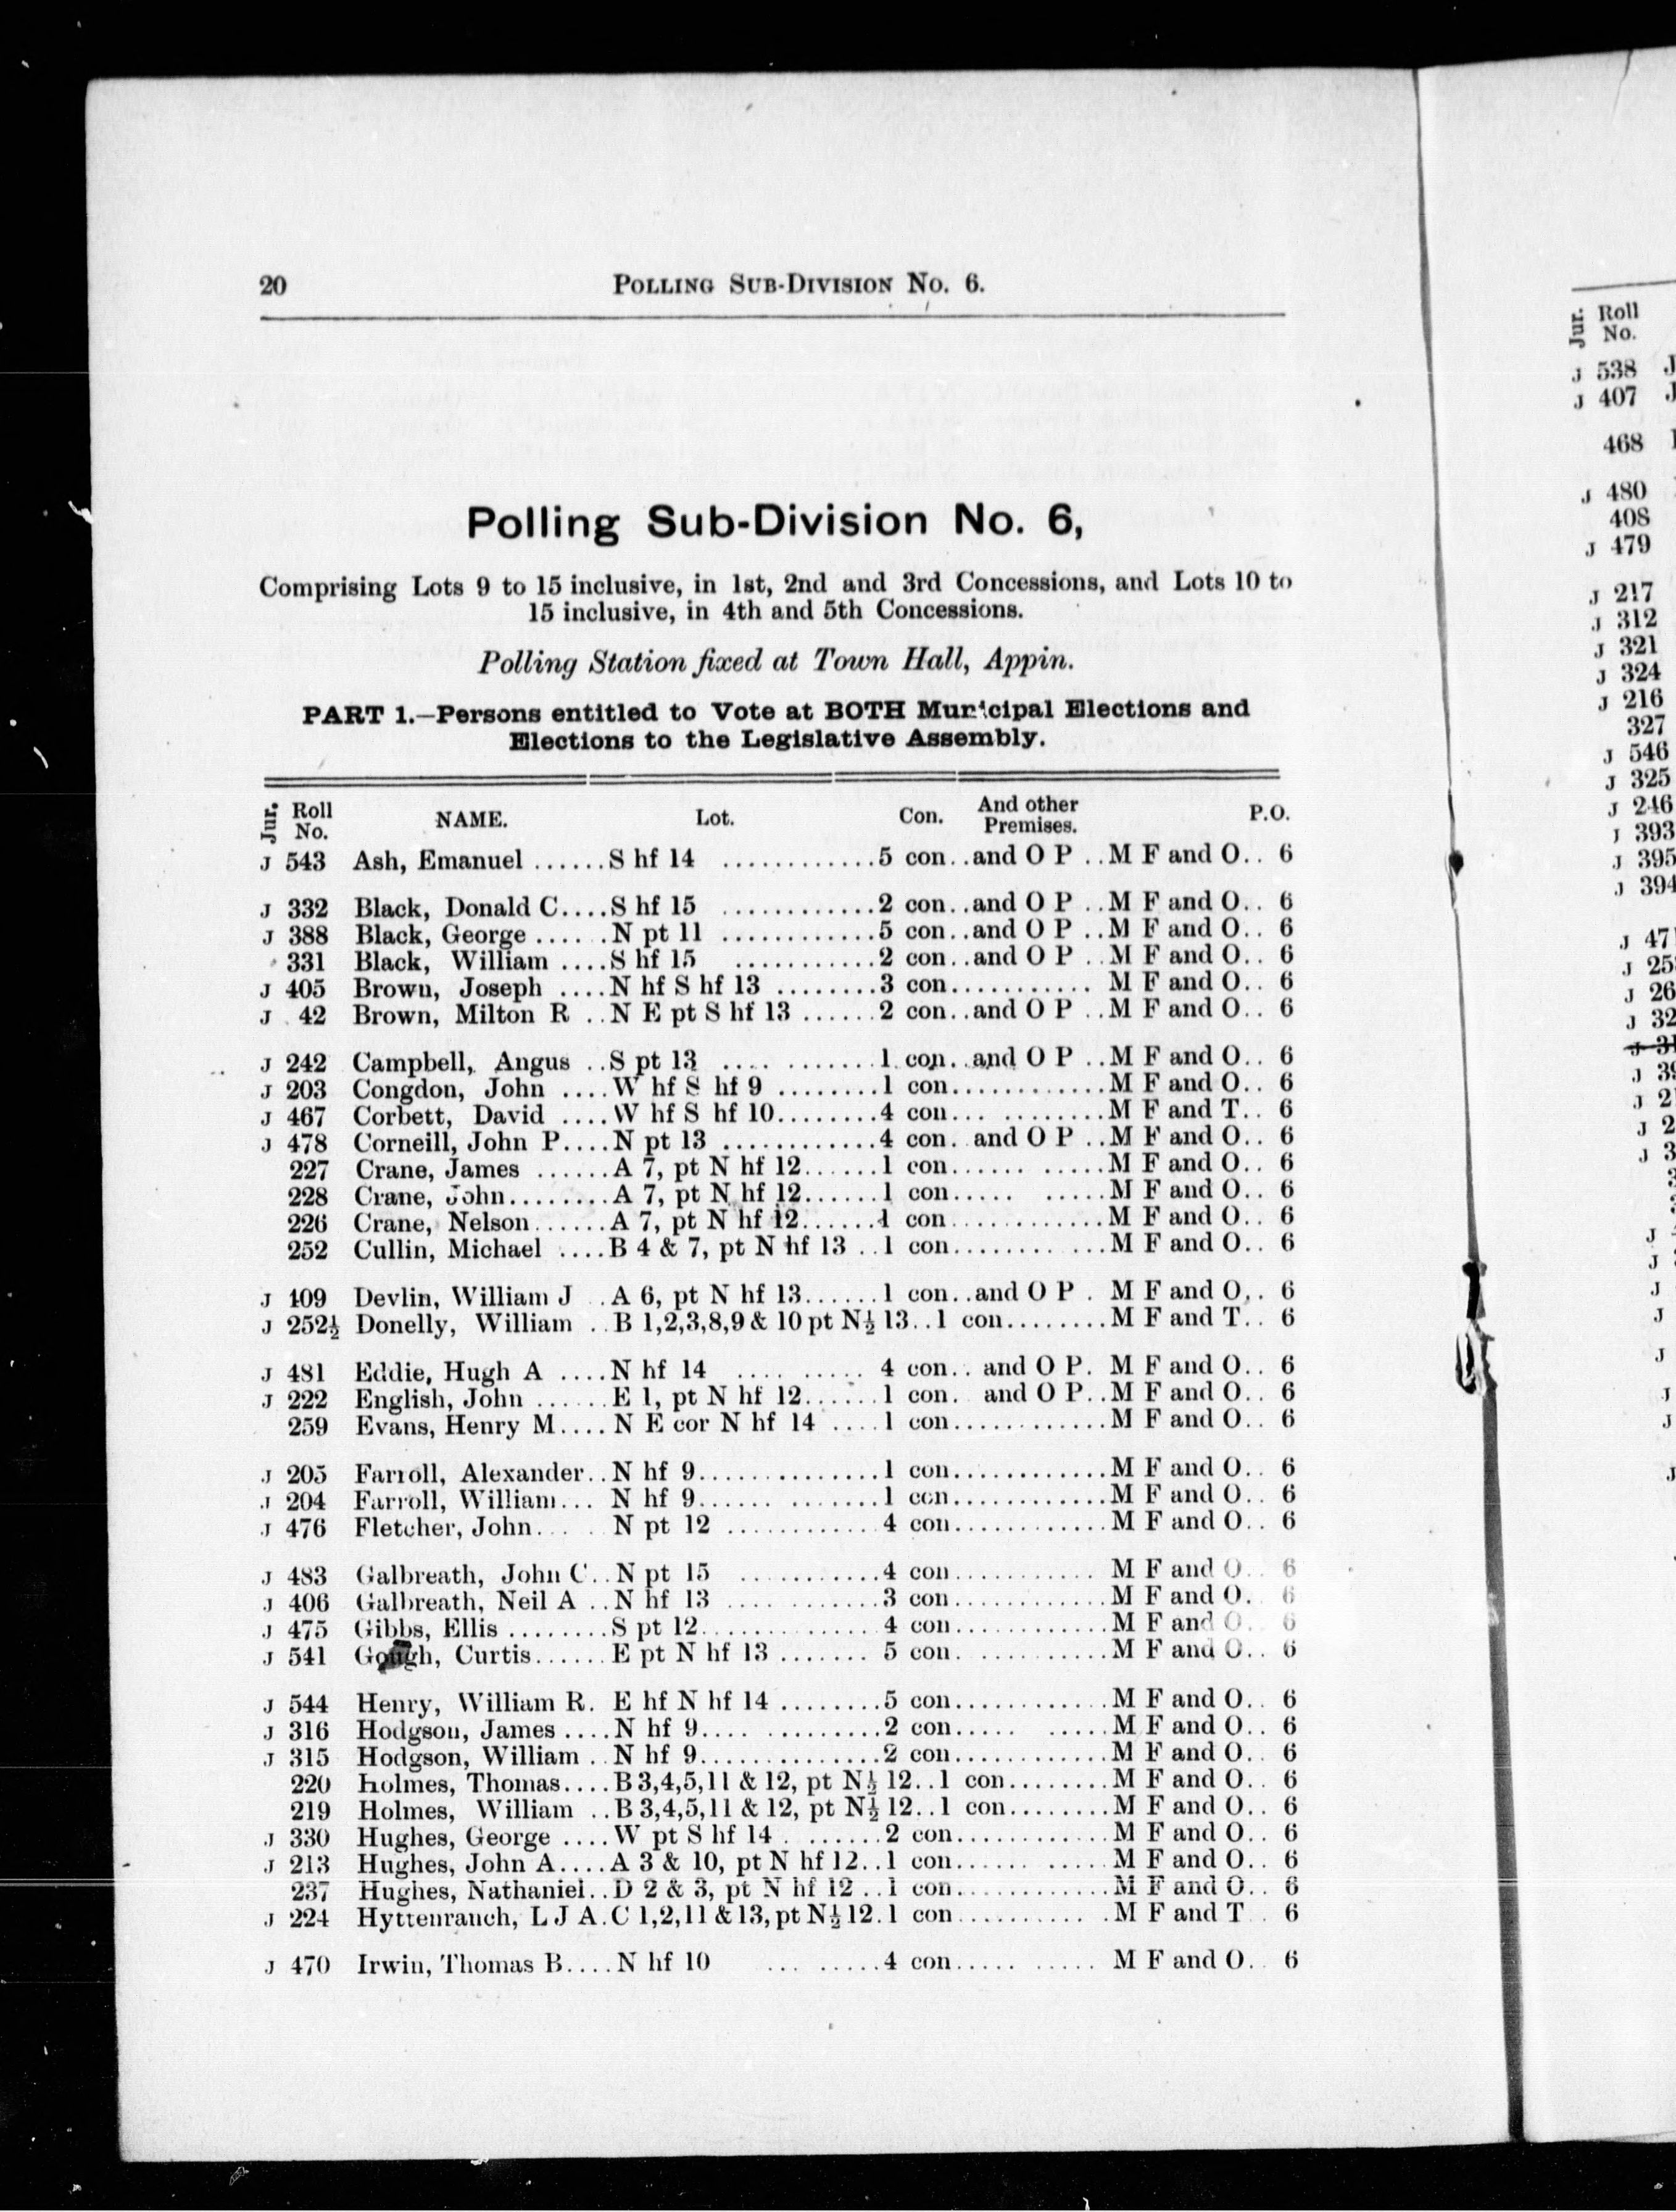 20 POLLING SUB-DIVISION NO. 6.
Polling Sub-Division No. 6,
Comprising Lots 9 to 15 inclusive, in 1st, 2nd and 3rd Concessions, and Lots 10 to
15 inclusive, in 4th and 5th Concessions.
Polling Station fixed at Town Hall, Appin.
PART 1.—Persons entitled to Vote at BOTH Municipal Elections and
Elections to the Legislative Assembly.
Jur. Roll No. NAME. Lot. Con. And other Premises. P.O.
J 543 Ash, Emanuel ......S hf 14 ............5 con..and O P ..M F and O.. 6
J 332 Black, Donald C....S hf 15 ............2 con..and O P ..M F and O.. 6
J 388 Black, George ......N pt 11 ............5 con..and O P ..M F and O.. 6
331 Black, William ....S hf 15 ...........2 con..and O P ..M F and O.. 6
J 405 Brown, Joseph ....N hf S hf 13 ........3 con........... M F and O.. 6
J 42 Brown, Milton R ..N E pt S hf 13 ......2 con..and O P ..M F and O.. 6
J 242 Campbell, Angus ..S pt 13 .... ........1 con..and O P ..M F and O.. 6
J 203 Congdon, John ....W hf S hf 9 .........1 con............M F and O.. 6
J 467 Corbett, David ....W hf S hf 10........4 con... ........M F and T.. 6
J 478 Corneill, John P....N pt 13 ............4 con..and O P ..M F and O.. 6
227 Crane, James ......A 7, pt N hf 12......1 con...... .....M F and O.. 6
228 Crane, John........A 7, pt N hf 12......1 con..... .....M F and O.. 6
226 Crane, Nelson......A 7, pt N hf 12......1 con............M F and O.. 6
252 Cullin, Michael ....B 4 & 7, pt N hf 13 ..1 con......... ...M F and O.. 6
J 109 Devlin, William J ..A 6, pt N hf 13......1 con..and O P . M F and O.. 6
J 252½ Donelly, William ..B 1,2,3,8,9 & 10 pt N½ 13..1 con........M F and T.. 6
J 481 Eddie, Hugh A ....N hf 14 .... ...... 4 con.. and O P. M F and O.. 6
J 222 English, John ......E 1, pt N hf 12......1 con.. and O P..M F and O.. 6
259 Evans, Henry M....N E cor N hf 14 ....1 con............M F and O.. 6
J 205 Farroll, Alexander..N hf 9..............1 con............M F and O.. 6
J 204 Farroll, William... N hf 9...... .......1 con............M F and O.. 6
J 476 Fletcher, John... . N pt 12 ............4 con............M F and O.. 6
J 483 Galbreath, John C..N pt 15 ...........4 con........... M F and O.. 6
J 406 Galbreath, Neil A ..N hf 13 ............3 con............M F and O. 6
J 475 Gibbs, Ellis ........S pt 12..............4 con............M F and O.. 6
J 541 Gough, Curtis......E pt N hf 13 ....... 5 con. ..........M F and O.. 6
J 544 Henry, William R. E hf N hf 14 ........5 con............M F and O.. 6
J 316 Hodgson, James ....N hf 9.... .........2 con..... .....M F and O.. 6
J 315 Hodgson, William ..N hf 9..............2 con............M F and O.. 6
220 Holmes, Thomas....B 3,4,5,11 & 12, pt N½ 12..1 con........M F and O.. 6
219 Holmes, William ..B 3,4,5,11 & 12, pt N½ 12..1 con........M F and O.. 6
J 330 Hughes, George ....W pt S hf 14 . .......2 con............M F and O.. 6
J 213 Hughes, John A....A 3 & 10, pt N hf 12..1 con...... .....M F and O.. 6
237 Hughes, Nathaniel..D 2 & 3, pt N hf 12 ..1 con............M F and O.. 6
J 224 Hyttenrauch, L J A.C 1,2,11 & 13, pt N½ 12.1 con.......... .M F and T . 6
J 470 Irwin, Thomas B....N hf 10 ... ......4 con..... ..... M F and O.. 6
Jur. Roll No.
J 538
J 407
468
J 480
408
J 479
J 217
J 312
J 321
J 324
J 216
327
J 546
J 325
J 246
J 393
J 395
J 394